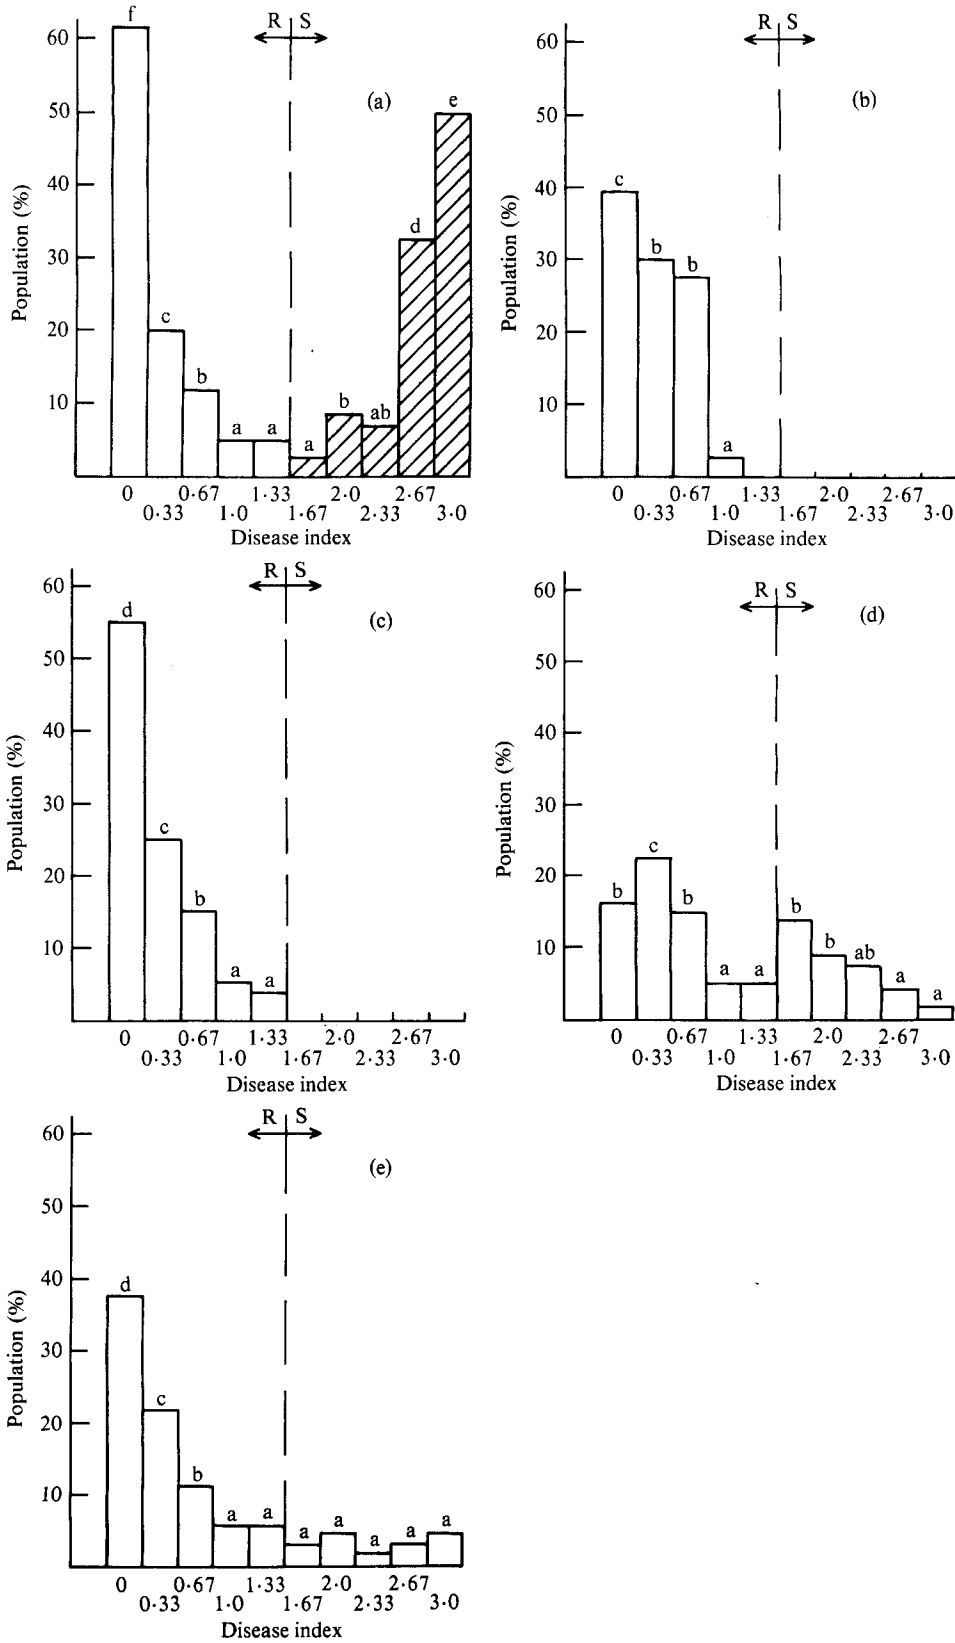 f
60
R S
(a)
e
50
40
d
30
Population (%)
c
20
b
10
a a a
b
ab
0 0·67 1·33 2·0 2·67
0·33 1·0 1·67 2·33 3·0
Disease index
60
R S
(b)
50
40
c
30
b b
Population (%)
20
10
a
0 0·67 1·33 2·0 2·67
0·33 1·0 1·67 2·33 3·0
Disease index
60
R S
d
(c)
50
40
30
c
Population (%)
20
b
10
a a
0 0·67 1·33 2·0 2·67
0·33 1·0 1·67 2·33 3·0
Disease index
60
R S
(d)
50
40
30
Population (%)
c
20
b b b
b ab
10
a a a a
0 0·67 1·33 2·0 2·67
0·33 1·0 1·67 2·33 3·0
Disease index
60
R S
(e)
50
40
d
30
Population (%)
c
20
b
10
a a a a a a a
0 0·67 1·33 2·0 2·67
0·33 1·0 1·67 2·33 3·0
Disease index